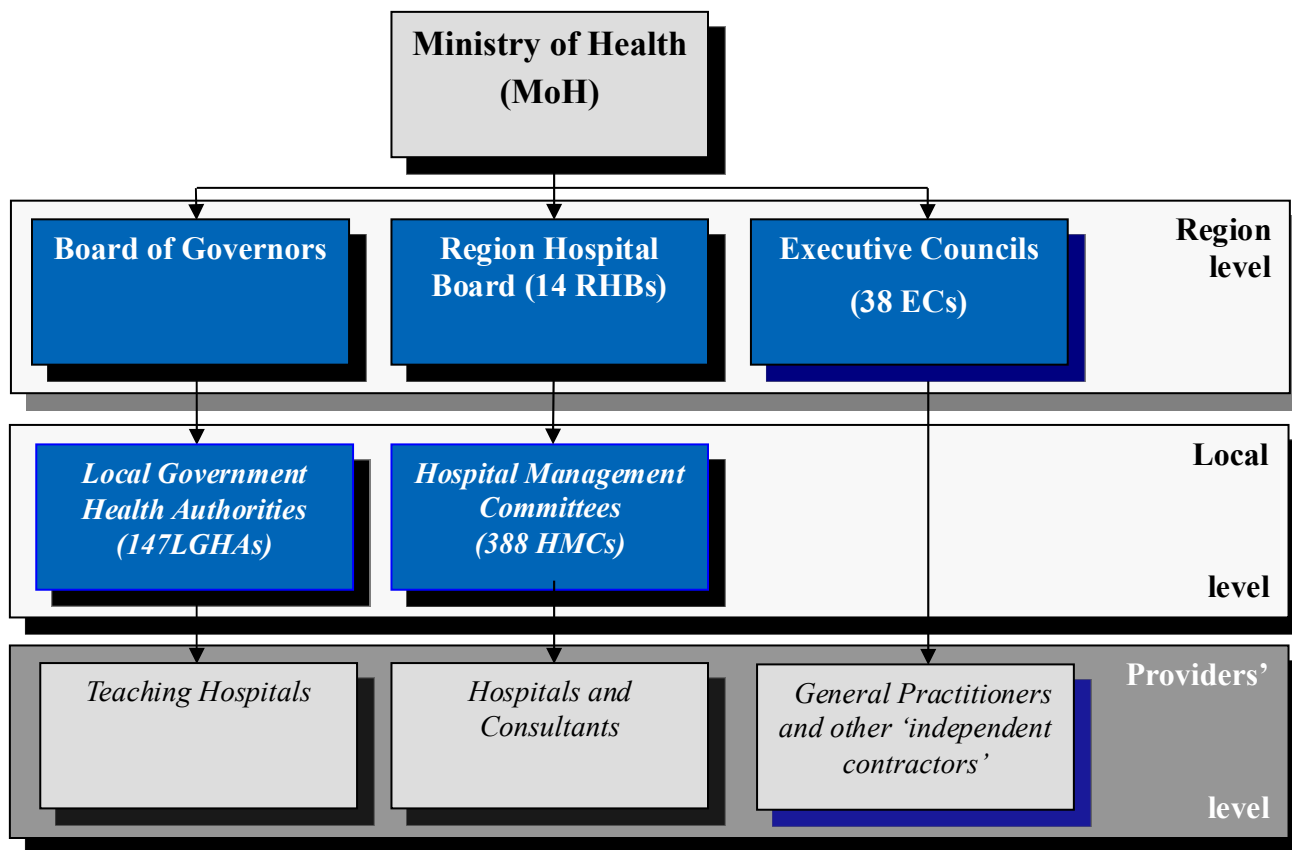 Ministry of Health
(MoH)
Board of Governors
Region Hospital
Board (14 RHBs)
Executive Councils
(38 ECs)
Region
level
Local Government
Health Authorities
(147LGHAs)
Hospital Management
Committees
(388 HMCs)
Local
level
Teaching Hospitals
Hospitals and
Consultants
General Practitioners
and other ‘independent
contractors’
Providers’
level